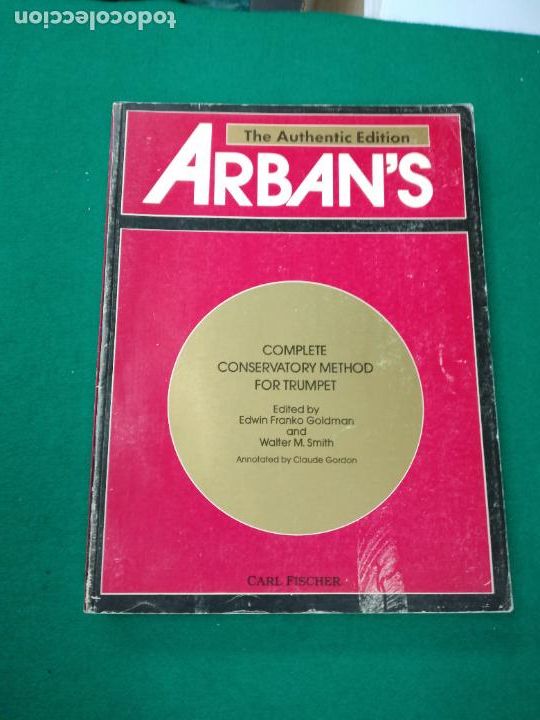 todocoleccion
The Authentic Edition
ARBAN'S
COMPLETE
CONSERVATORY METHOD
FOR TRUMPET
Edited by
Edwin Franko Goldman
and
Walter M. Smith
Annotated by Claude Gordon
CARL FISCHER